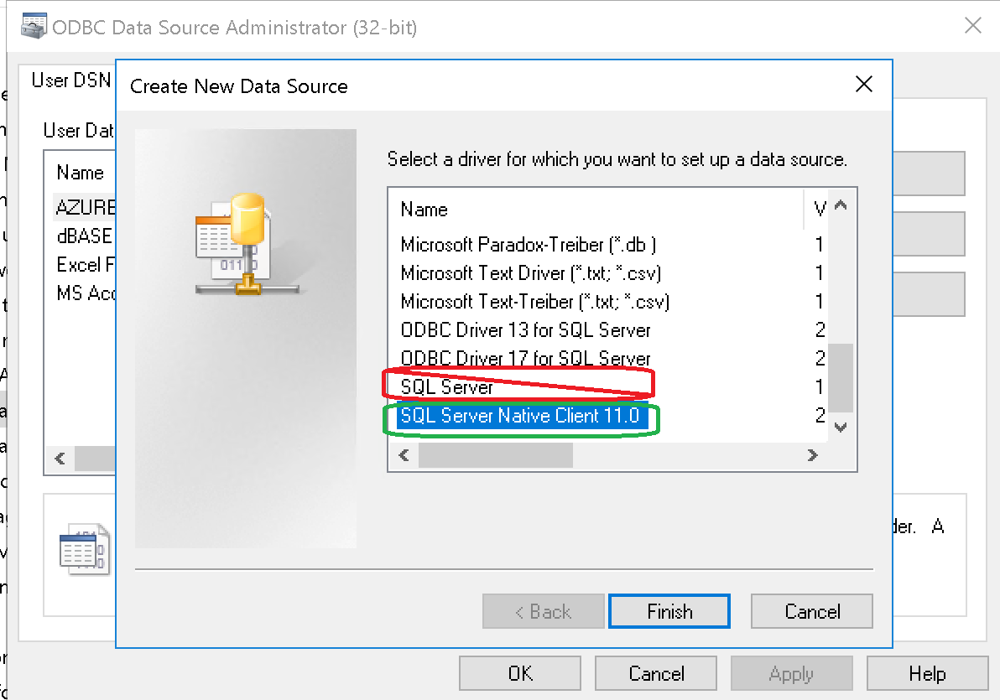 ODBC Data Source Administrator (32-bit)
User DSN
Create New Data Source
User Dat
Select a driver for which you want to set up a data source.
Name
AZURE
dBASE
Excel F
MS Acc
Name V
Microsoft Paradox-Treiber (*.db ) 1
Microsoft Text Driver (*.txt; *.csv) 1
Microsoft Text-Treiber (*.txt; *.csv) 1
ODBC Driver 13 for SQL Server 2
ODBC Driver 17 for SQL Server 2
SQL Server 1
SQL Server Native Client 11.0 2
der. A
< Back Finish Cancel
OK Cancel Apply Help